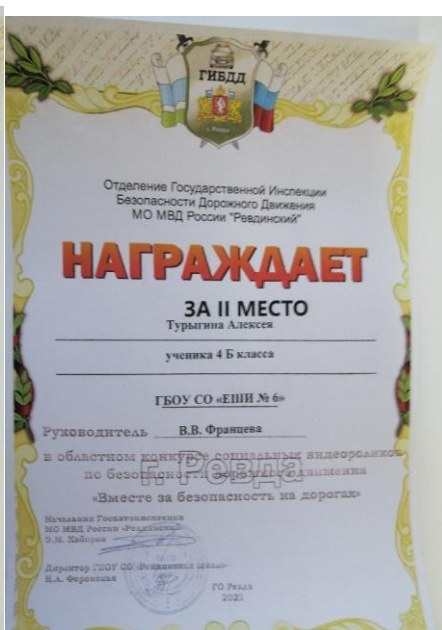 ГИБДД
г. Ревда
Отделение Государственной Инспекции
Безопасности Дорожного Движения
МО МВД России "Ревдинский"
НАГРАЖДАЕТ
ЗА II МЕСТО
Турыгина Алексея
ученика 4 Б класса
ГБОУ СО «ЕШИ № 6»
Руководитель В.В. Францева
в областном конкурсе социальных видеороликов
г. Ревда
по безопасности дорожного движения
«Вместе за безопасность на дорогах»
Начальник Госавтоинспекции
МО МВД России «Ревдинский»
Директор ГБОУ СО «Ревдинская школа»
Н.А.
ГО Ревда